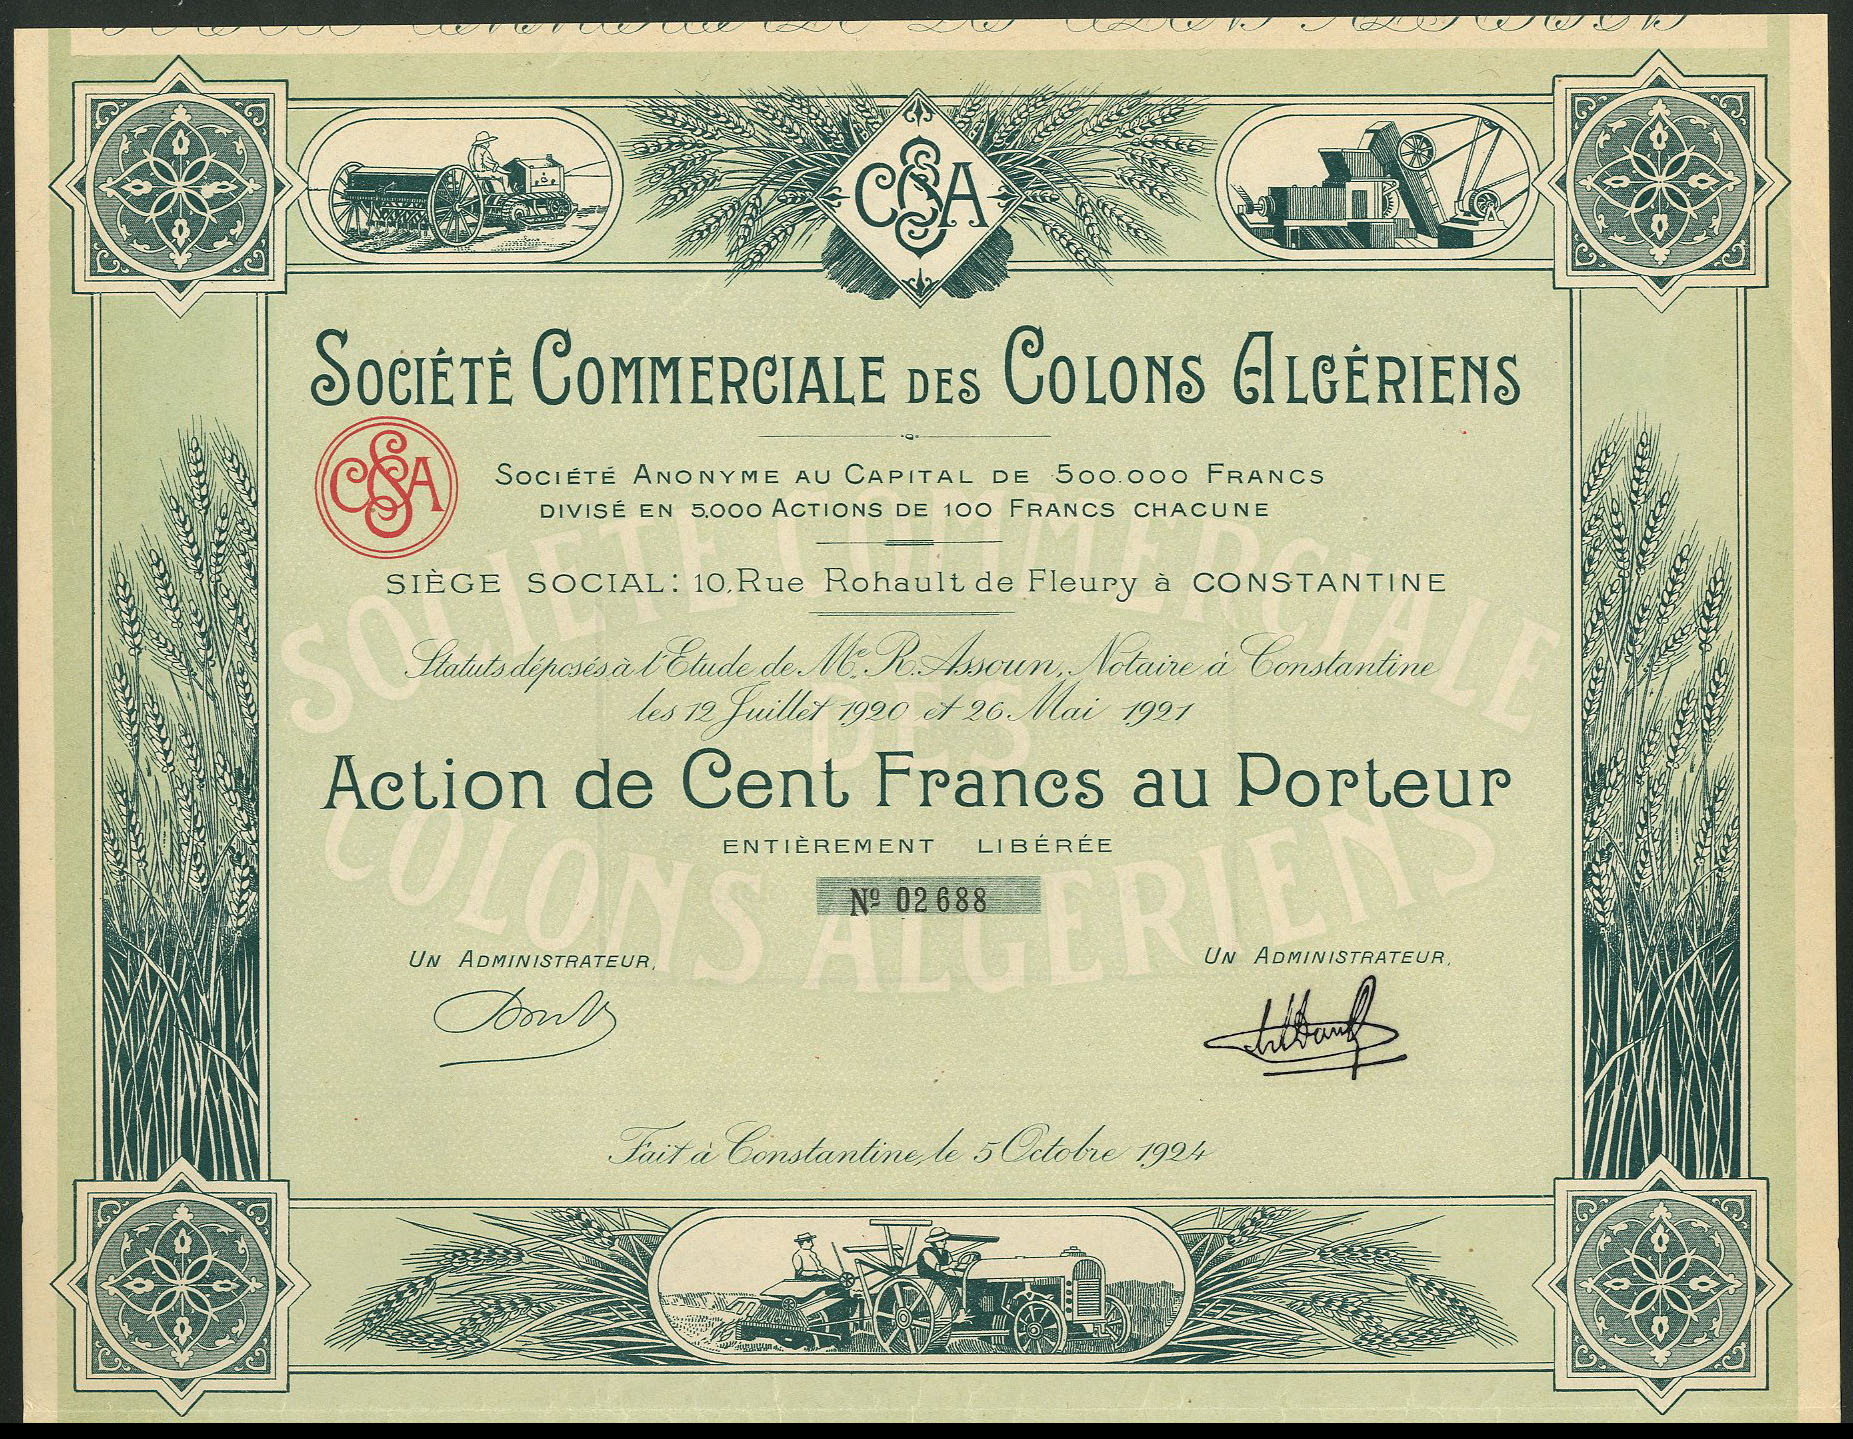 CSCA
Société Commerciale des Colons Algériens
CSCA
Société Anonyme au Capital de 500.000 Francs
divisé en 5.000 Actions de 100 Francs chacune
SIÈGE SOCIAL: 10, Rue Rohault de Fleury à CONSTANTINE
Statuts déposés à l'Etude de Me. R. Assoun, Notaire à Constantine
les 12 Juillet 1920 et 26 Mai 1921
Action de Cent Francs au Porteur
ENTIÈREMENT LIBÉRÉE
Nº 02688
Un Administrateur,
Un Administrateur,
Fait à Constantine, le 5 Octobre 1924
SOCIETE COMMERCIALE
DES
COLONS ALGERIENS